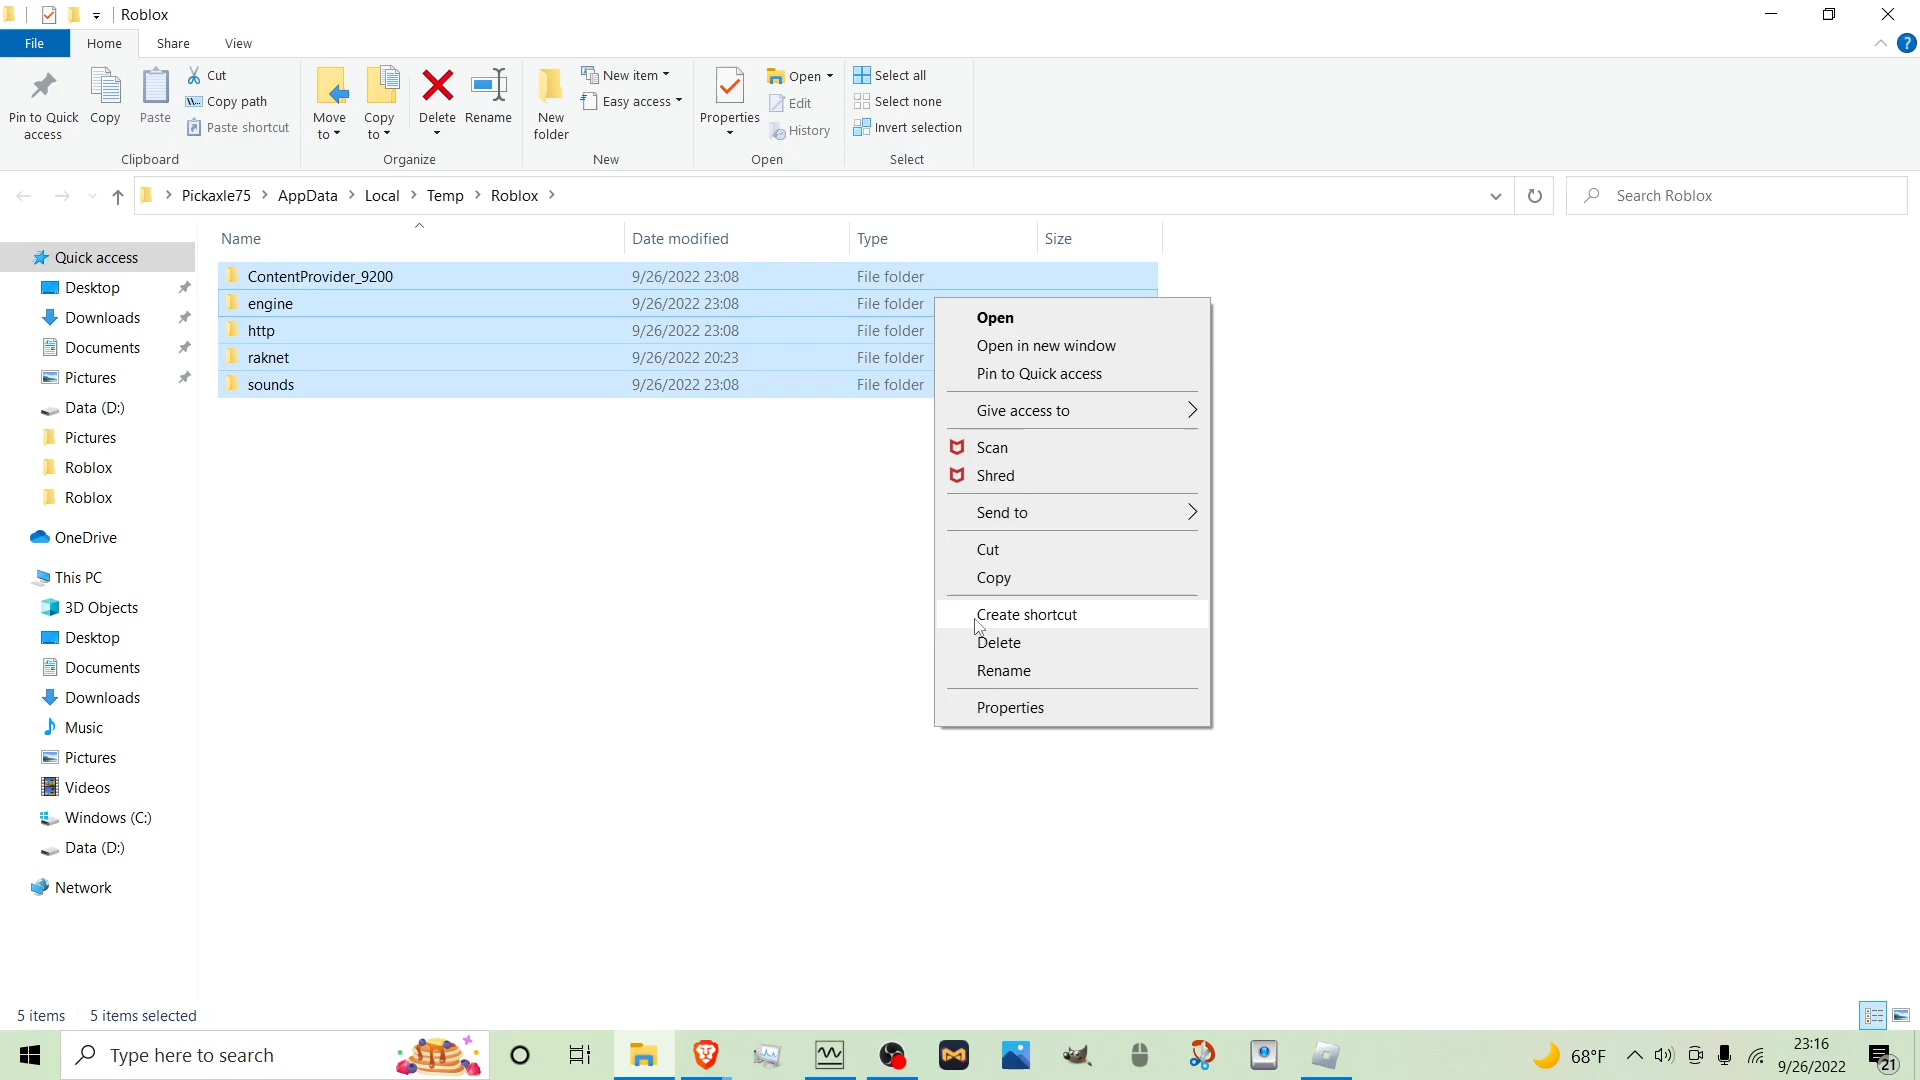 Roblox
File Home Share View
Pin to Quick access
Copy
Paste
Cut
Copy path
Paste shortcut
Clipboard
Move to
Copy to
Delete
Rename
Organize
New folder
New item
Easy access
New
Properties
Open
Edit
History
Open
Select all
Select none
Invert selection
Select
Pickaxle75 AppData Local Temp Roblox
Search Roblox
Name Date modified Type Size
ContentProvider_9200 9/26/2022 23:08 File folder
engine 9/26/2022 23:08 File folder
http 9/26/2022 23:08 File folder
raknet 9/26/2022 20:23 File folder
sounds 9/26/2022 23:08 File folder
Quick access
Desktop
Downloads
Documents
Pictures
Data (D:)
Pictures
Roblox
Roblox
OneDrive
This PC
3D Objects
Desktop
Documents
Downloads
Music
Pictures
Videos
Windows (C:)
Data (D:)
Network
Open
Open in new window
Pin to Quick access
Give access to
Scan
Shred
Send to
Cut
Copy
Create shortcut
Delete
Rename
Properties
5 items 5 items selected
Type here to search
68°F
23:16
9/26/2022
21